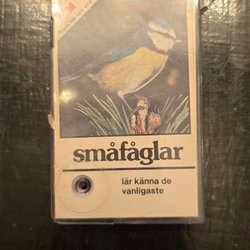 småfåglar
lär känna de
vanligaste